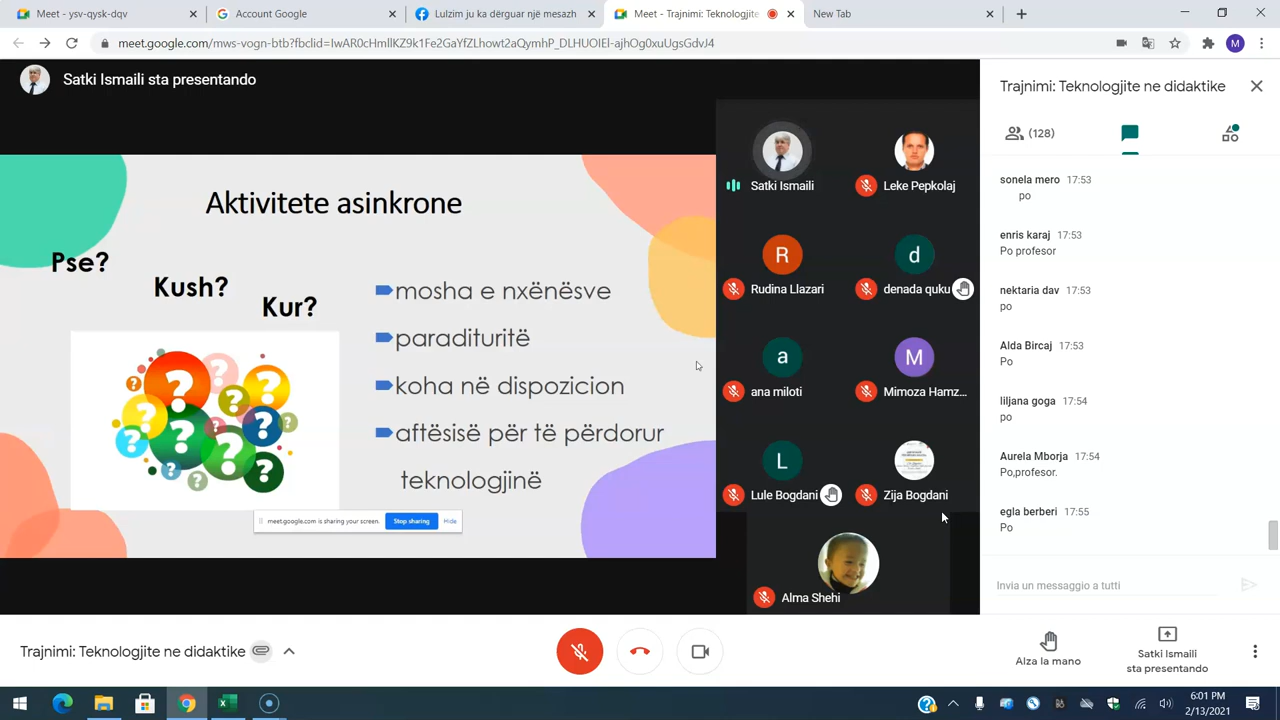 Meet - ysv-qysk-qdv
Account Google
Lulzim ju ka dërguar një mesazh
Meet - Trajnimi: Teknologjitë
New Tab
meet.google.com/mws-vogn-btb?fbclid=IwAR0cHmllKZ9k1Fe2GaYfZLhowt2aQymhP_DLHUOIEl-ajhOg0xuUgsGdvJ4
M
Satki Ismaili sta presentando
Aktivitete asinkrone
Pse?
Kush?
Kur?
mosha e nxënësve
paradituritë
koha në dispozicion
aftësisë për të përdorur
teknologjinë
meet.google.com is sharing your screen.
Stop sharing
Hide
Satki Ismaili
Leke Pepkolaj
R
Rudina Llazari
d
denada quku
a
ana miloti
M
Mimoza Hamz...
L
Lule Bogdani
Zija Bogdani
Alma Shehi
Trajnimi: Teknologjite ne didaktike
(128)
sonela mero 17:53
po
enris karaj 17:53
Po profesor
nektaria dav 17:53
po
Alda Bircaj 17:53
Po
liljana goga 17:54
po
Aurela Mborja 17:54
Po,profesor.
egla berberi 17:55
Po
Invia un messaggio a tutti
Trajnimi: Teknologjite ne didaktike
Alza la mano
Satki Ismaili
sta presentando
6:01 PM
2/13/2021